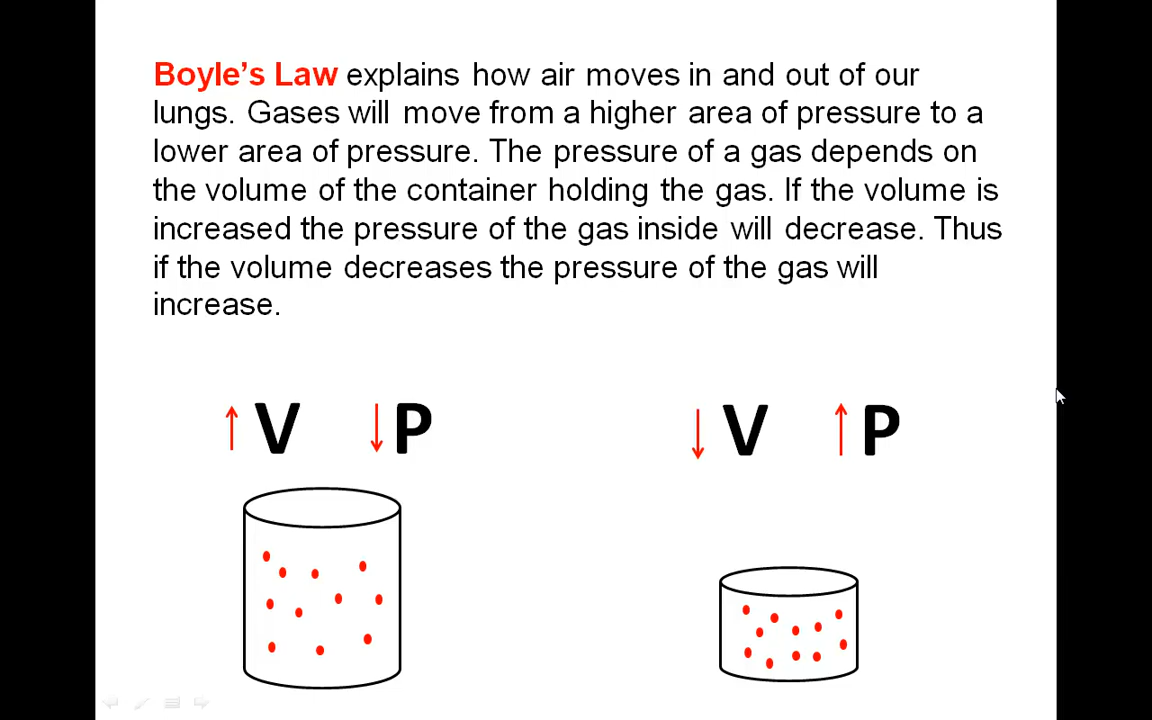 Boyle’s Law explains how air moves in and out of our
lungs. Gases will move from a higher area of pressure to a
lower area of pressure. The pressure of a gas depends on
the volume of the container holding the gas. If the volume is
increased the pressure of the gas inside will decrease. Thus
if the volume decreases the pressure of the gas will
increase.
↑V ↓P ↓V ↑P